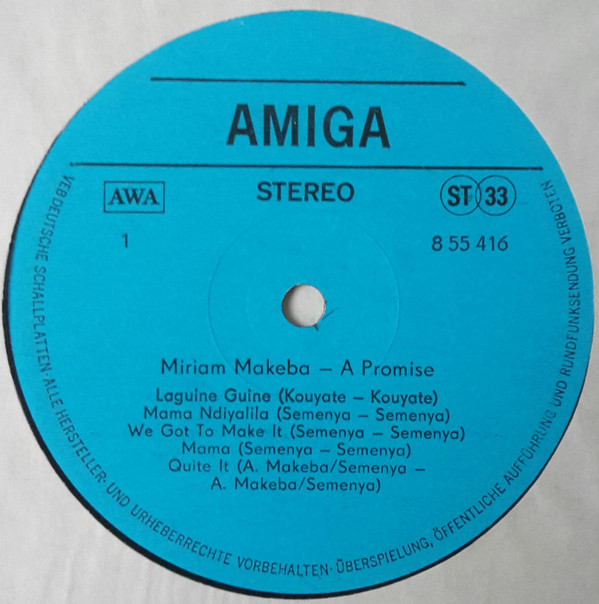 AMIGA
AWA
STEREO
ST 33
1
8 55 416
Miriam Makeba – A Promise
Laguine Guine (Kouyate – Kouyate)
Mama Ndiyalila (Semenya – Semenya)
We Got To Make It (Semenya – Semenya)
Mama (Semenya – Semenya)
Quite It (A. Makeba/Semenya –
A. Makeba/Semenya)
VEB DEUTSCHE SCHALLPLATTEN · ALLE HERSTELLER- UND URHEBERRECHTE VORBEHALTEN · ÜBERSPIELUNG, ÖFFENTLICHE AUFFÜHRUNG UND RUNDFUNKSENDUNG VERBOTEN